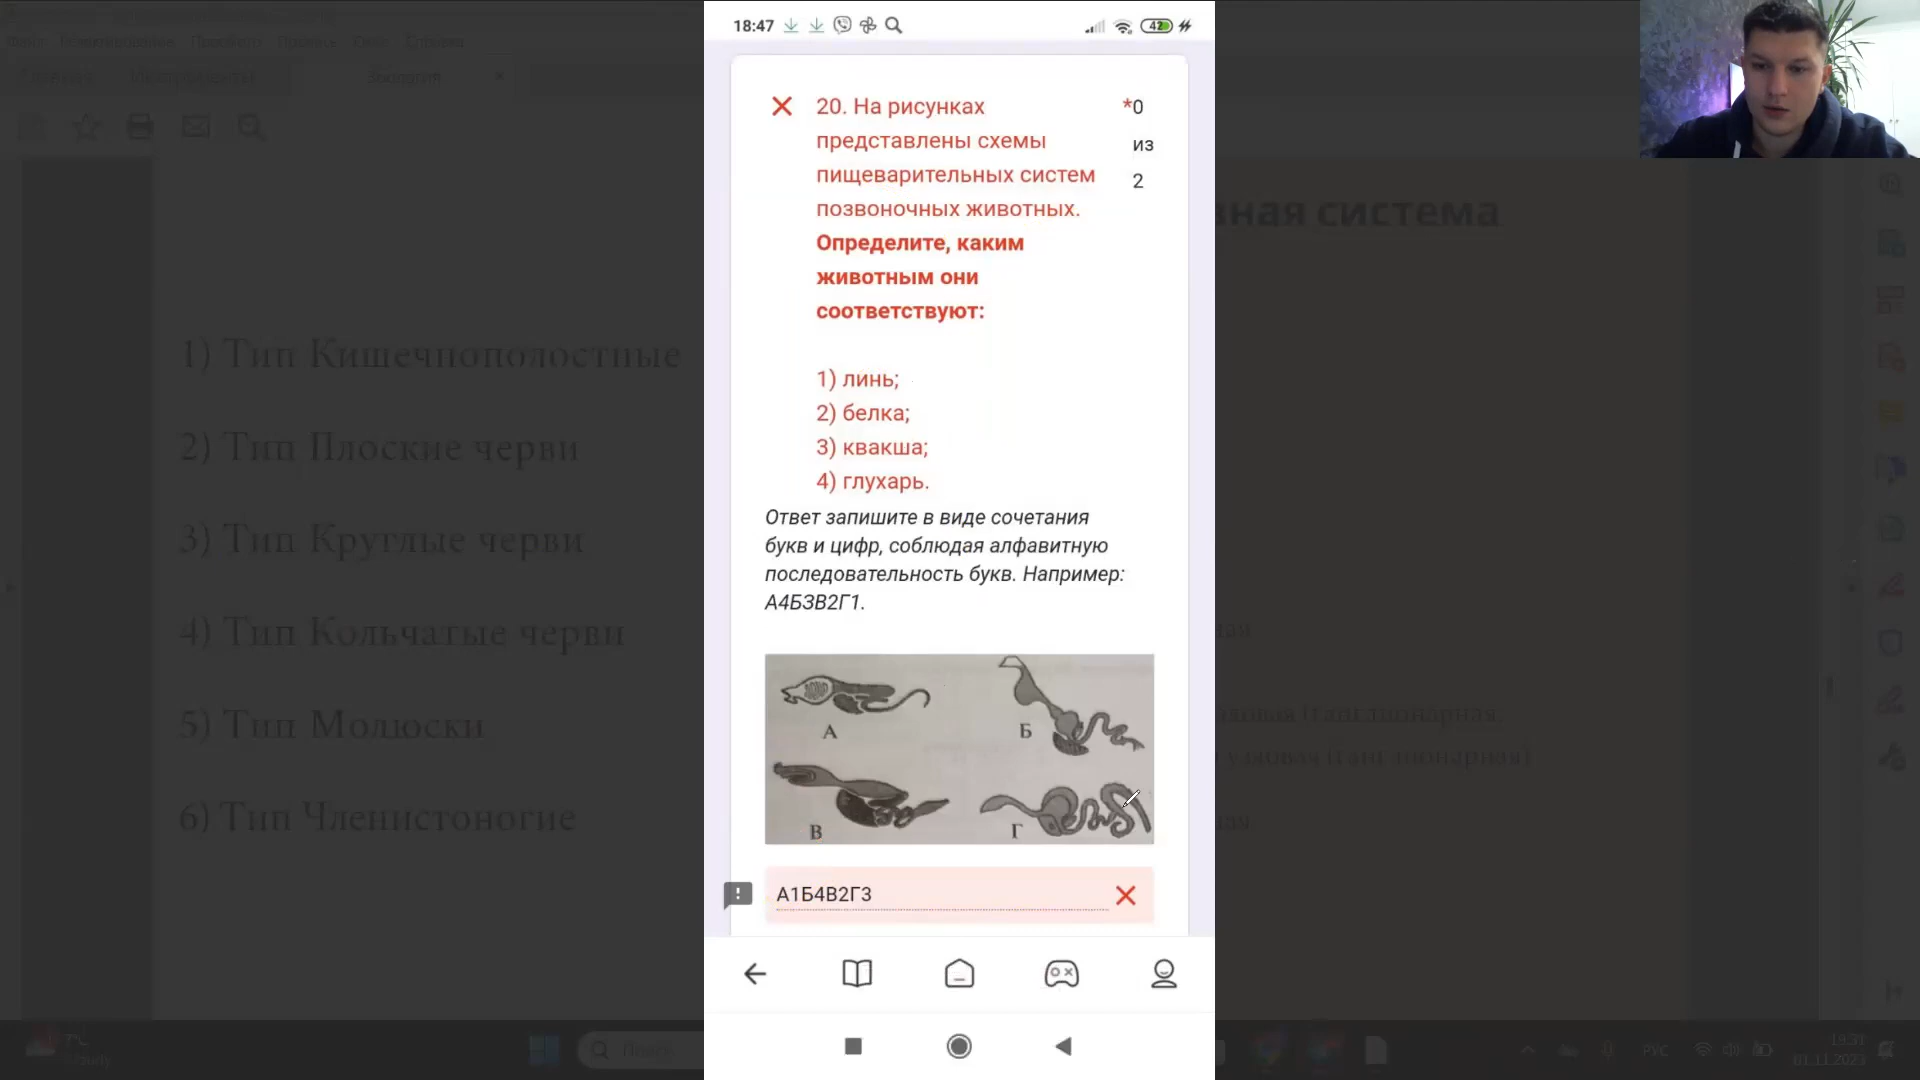 18:47
42
Зоология
20. На рисунках
представлены схемы
пищеварительных систем
позвоночных животных.
Определите, каким
животным они
соответствуют:
*0
из
2
1) линь;
2) белка;
3) квакша;
4) глухарь.
Ответ запишите в виде сочетания
букв и цифр, соблюдая алфавитную
последовательность букв. Например:
А4Б3В2Г1.
А
Б
В
Г
А1Б4В2Г3
система
1) Тип Кишечнополостные
2) Тип Плоские черви
3) Тип Круглые черви
4) Тип Кольчатые черви
5) Тип Молюски
6) Тип Членистоногие
РУС